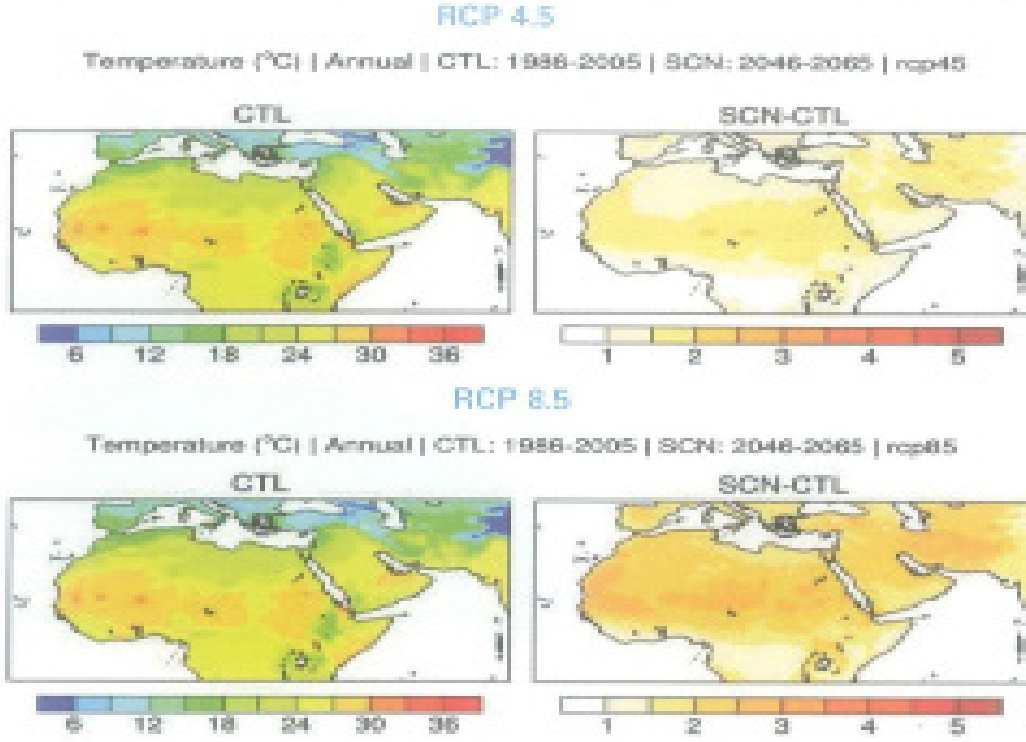 RCP 4.5
Temperature (°C) | Annual | CTL: 1986-2005 | SCN: 2046-2065 | rcp45
CTL
SCN-CTL
6 12 18 24 30 36
1 2 3 4 5
RCP 8.5
Temperature (°C) | Annual | CTL: 1986-2005 | SCN: 2046-2065 | rcp85
CTL
SCN-CTL
6 12 18 24 30 36
1 2 3 4 5